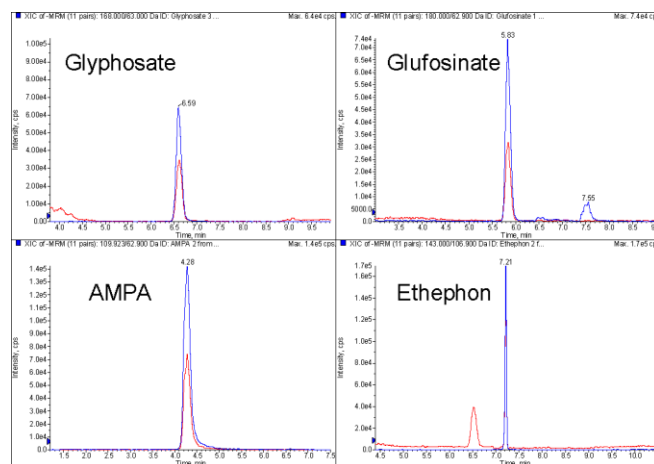 XIC of -MRM (11 pairs): 168.000/63.000 Da ID: Glyphosate 3 ...
Max. 6.4e4 cps.
Glyphosate
6.59
1.00e5
9.00e4
8.00e4
7.00e4
6.00e4
5.00e4
4.00e4
3.00e4
2.00e4
1.00e4
0.00
Intensity, cps
4.0 4.5 5.0 5.5 6.0 6.5 7.0 7.5 8.0 8.5 9.0 9.5
Time, min
XIC of -MRM (11 pairs): 180.000/62.900 Da ID: Glufosinate 1 ...
Max. 7.4e4 cps.
Glufosinate
5.83
7.55
7.4e4
7.0e4
6.5e4
6.0e4
5.5e4
5.0e4
4.5e4
4.0e4
3.5e4
3.0e4
2.5e4
2.0e4
1.5e4
1.0e4
5000.0
0.0
Intensity, cps
3.5 4.0 4.5 5.0 5.5 6.0 6.5 7.0 7.5 8.0 8.5
Time, min
XIC of -MRM (11 pairs): 109.923/62.900 Da ID: AMPA 2 from...
Max. 1.4e5 cps.
AMPA
4.28
1.4e5
1.3e5
1.2e5
1.1e5
1.0e5
9.0e4
8.0e4
7.0e4
6.0e4
5.0e4
4.0e4
3.0e4
2.0e4
1.0e4
0.0
Intensity, cps
1.5 2.0 2.5 3.0 3.5 4.0 4.5 5.0 5.5 6.0 6.5 7.0 7.5
Time, min
XIC of -MRM (11 pairs): 143.000/106.900 Da ID: Ethephon 2 f...
Max. 1.7e5 cps.
Ethephon
7.21
1.6e5
1.4e5
1.2e5
1.0e5
8.0e4
6.0e4
4.0e4
2.0e4
0.0
Intensity, cps
4.5 5.0 5.5 6.0 6.5 7.0 7.5 8.0 8.5 9.0 9.5 10.0
Time, min